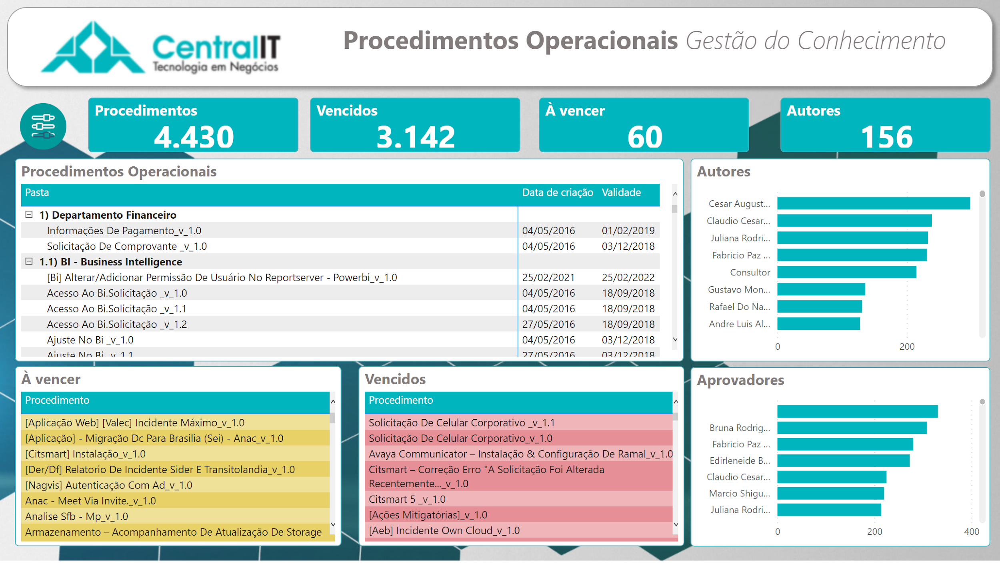 CentralIT
Tecnologia em Negócios
Procedimentos Operacionais Gestão do Conhecimento
Procedimentos
4.430
Vencidos
3.142
À vencer
60
Autores
156
Procedimentos Operacionais
Pasta Data de criação Validade
1) Departamento Financeiro
Informações De Pagamento_v_1.0 04/05/2016 01/02/2019
Solicitação De Comprovante _v_1.0 04/05/2016 03/12/2018
1.1) BI - Business Intelligence
[Bi] Alterar/Adicionar Permissão De Usuário No Reportserver - Powerbi_v_1.0 25/02/2021 25/02/2022
Acesso Ao Bi.Solicitação _v_1.0 04/05/2016 18/09/2018
Acesso Ao Bi.Solicitação _v_1.1 04/05/2016 18/09/2018
Acesso Ao Bi.Solicitação _v_1.2 27/05/2016 18/09/2018
Ajuste No Bi _v_1.0 04/05/2016 03/12/2018
Ajuste No Bi _v_1.1 27/05/2016 03/12/2018
Autores
Cesar August...
Claudio Cesar...
Juliana Rodri...
Fabricio Paz ...
Consultor
Gustavo Mon...
Rafael Do Na...
Andre Luis Al...
0 200
À vencer
Procedimento
[Aplicação Web] [Valec] Incidente Máximo_v_1.0
[Aplicação] - Migração Dc Para Brasilia (Sei) - Anac_v_1.0
[Citsmart] Instalação_v_1.0
[Der/Df] Relatorio De Incidente Sider E Transitolandia_v_1.0
[Nagvis] Autenticação Com Ad_v_1.0
Anac - Meet Via Invite._v_1.0
Analise Sfb - Mp_v_1.0
Armazenamento – Acompanhamento De Atualização De Storage
Vencidos
Procedimento
Solicitação De Celular Corporativo _v_1.1
Solicitação De Celular Corporativo_v_1.0
Avaya Communicator – Instalação & Configuração De Ramal_v_1.0
Citsmart – Correção Erro "A Solicitação Foi Alterada
Recentemente..._v_1.0
Citsmart 5 _v_1.0
[Ações Mitigatórias]_v_1.0
[Aeb] Incidente Own Cloud_v_1.0
Aprovadores
Bruna Rodrig...
Fabricio Paz ...
Edirleneide B...
Claudio Cesar...
Marcio Shigu...
Juliana Rodri...
0 200 400